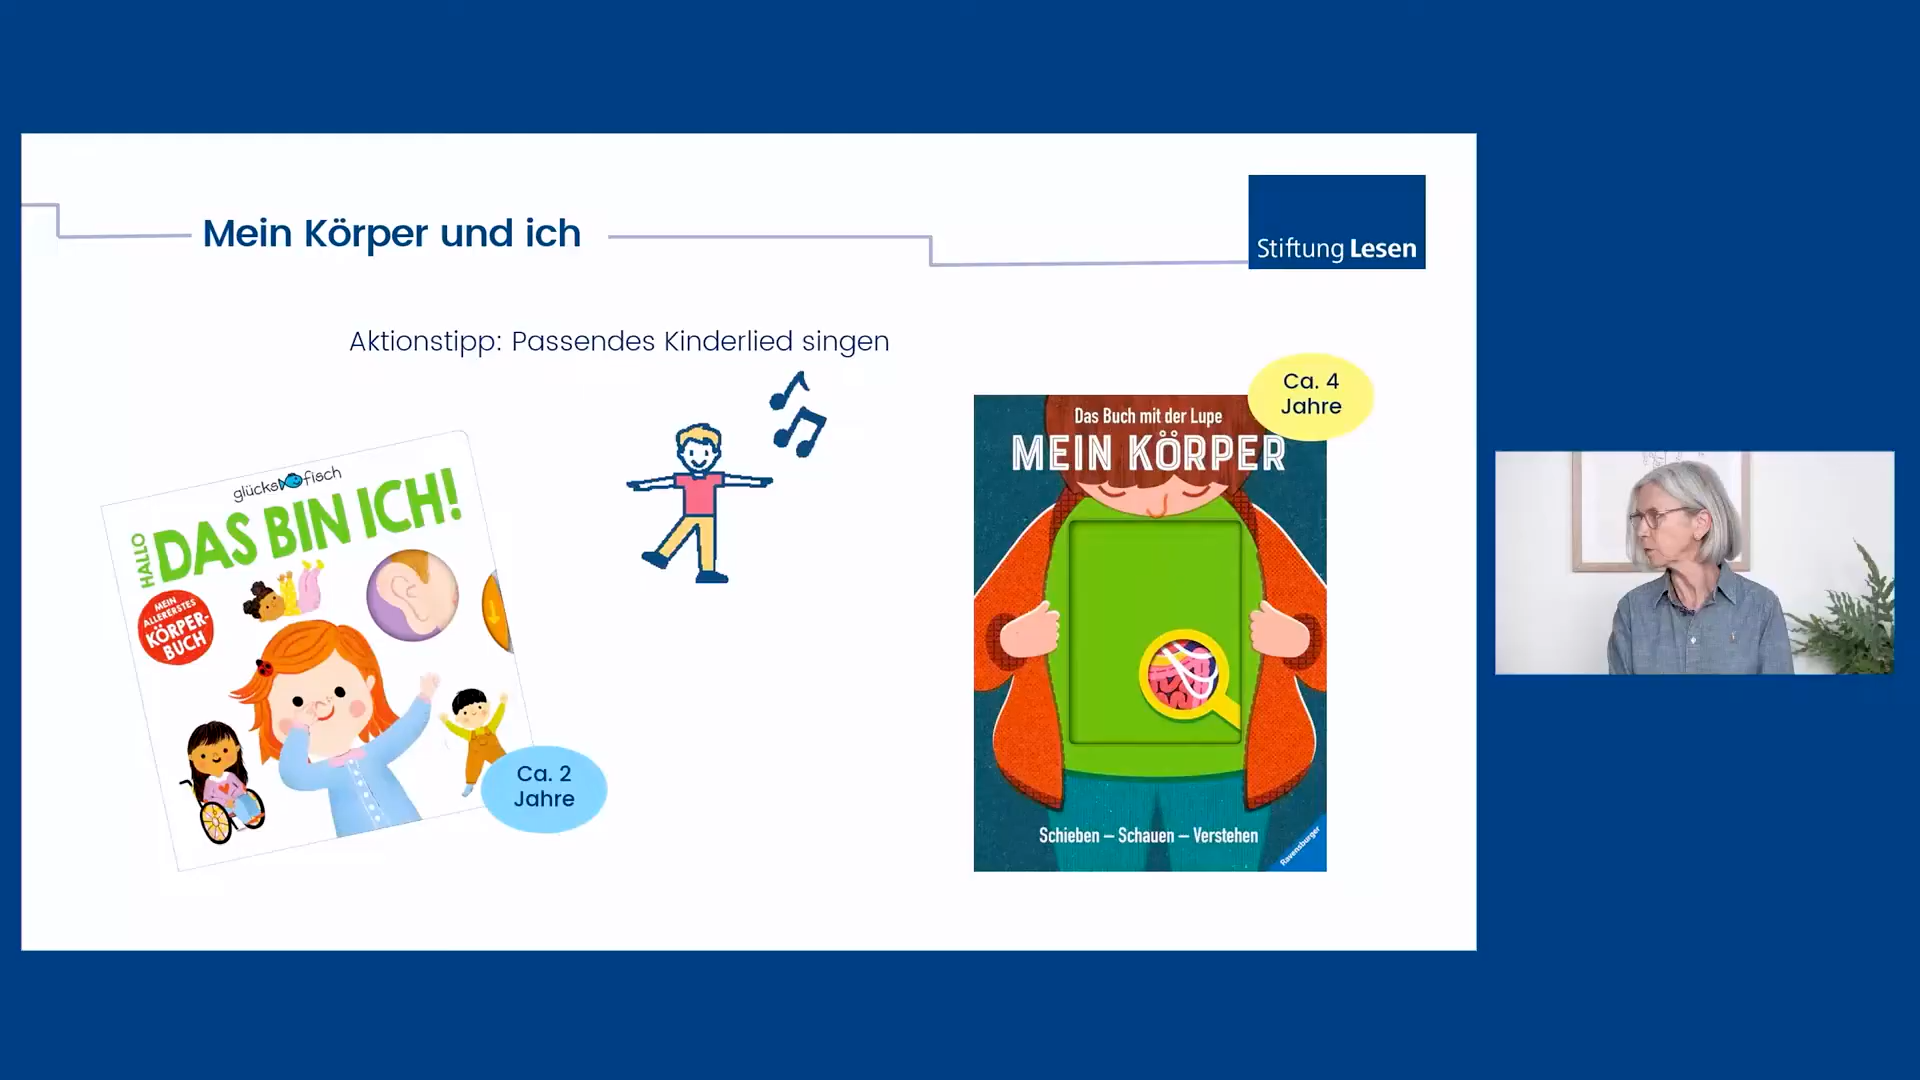 Mein Körper und ich
Stiftung Lesen
Aktionstipp: Passendes Kinderlied singen
glücksfisch
HALLO
DAS BIN ICH!
MEIN
ALLERERSTES
KÖRPER-
BUCH
Ca. 2
Jahre
Ca. 4
Jahre
Das Buch mit der Lupe
MEIN KÖRPER
Schieben – Schauen – Verstehen
Ravensburger